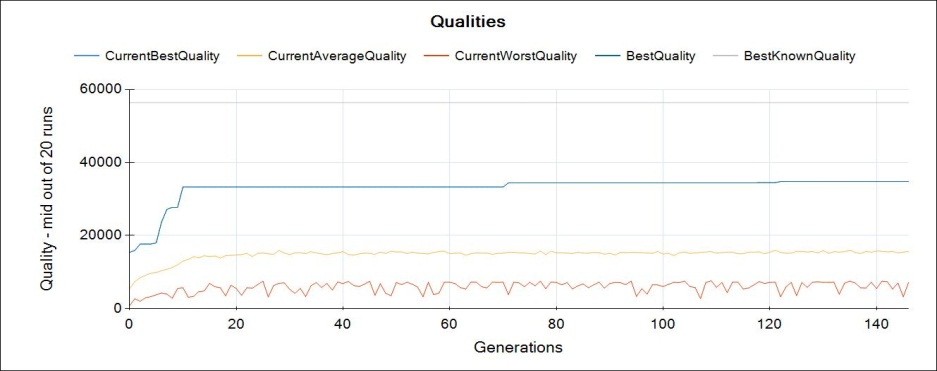 Qualities
CurrentBestQuality CurrentAverageQuality CurrentWorstQuality BestQuality BestKnownQuality
60000
40000
20000
0
Quality - mid out of 20 runs
0 20 40 60 80 100 120 140
Generations